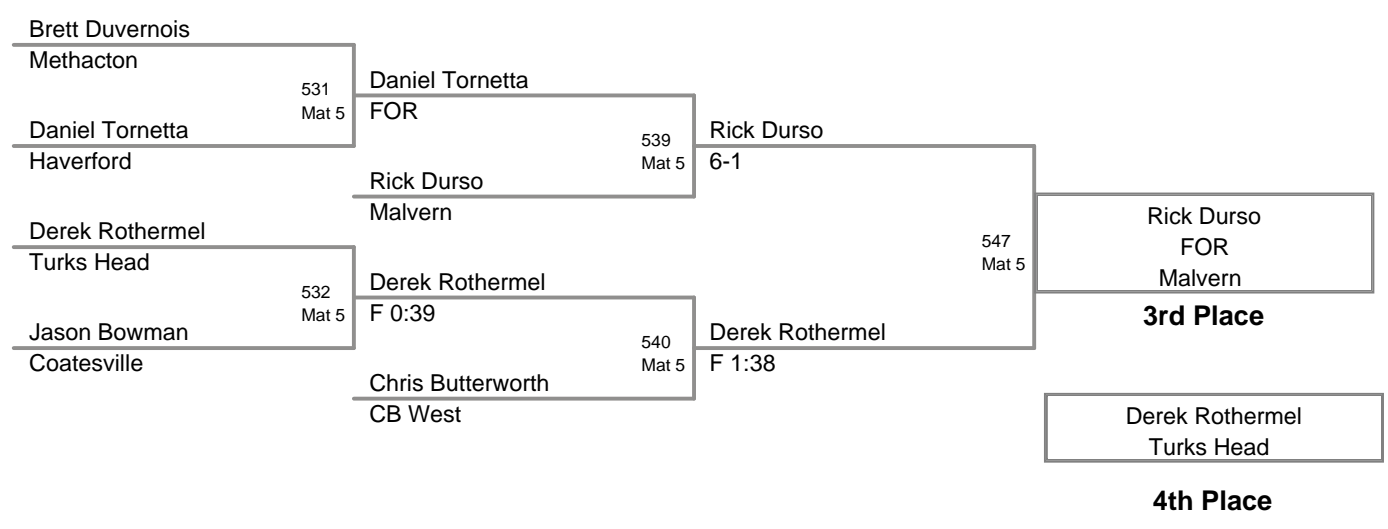 Brett Duvernois
Methacton
531
Mat 5
Daniel Tornetta
FOR
Daniel Tornetta
Haverford
539
Mat 5
Rick Durso
6-1
Rick Durso
Malvern
Derek Rothermel
Turks Head
547
Mat 5
Rick Durso
FOR
Malvern
3rd Place
532
Mat 5
Derek Rothermel
F 0:39
Jason Bowman
Coatesville
540
Mat 5
Derek Rothermel
F 1:38
Chris Butterworth
CB West
Derek Rothermel
Turks Head
4th Place